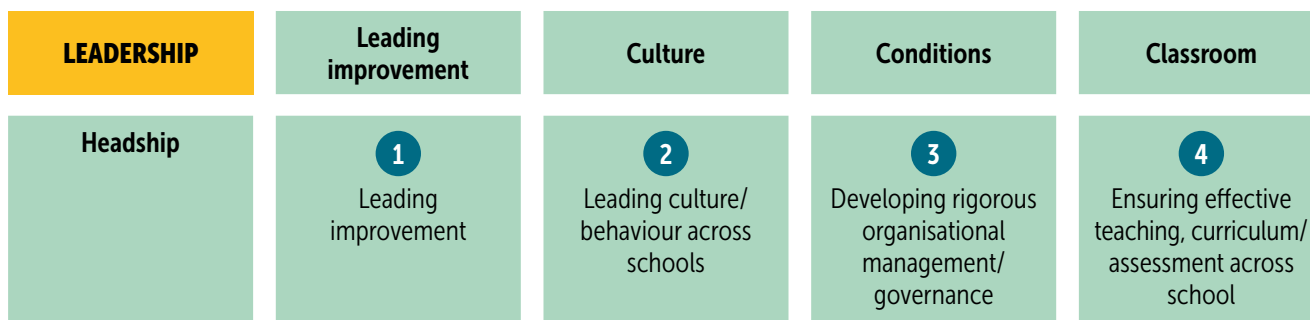 LEADERSHIP
Leading
improvement
Culture
Conditions
Classroom
Headship
1
Leading
improvement
2
Leading culture/
behaviour across
schools
3
Developing rigorous
organisational
management/
governance
4
Ensuring effective
teaching, curriculum/
assessment across
school